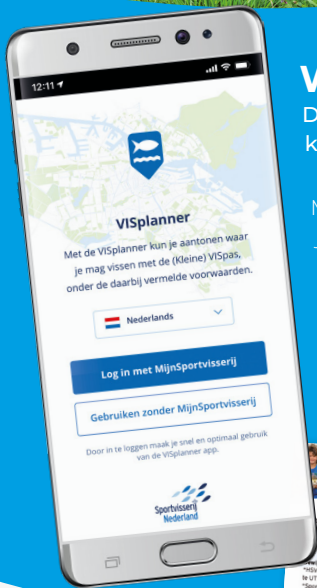 12:11
VISplanner
Met de VISplanner kun je aantonen waar
je mag vissen met de (Kleine) VISpas,
onder de daarbij vermelde voorwaarden.
Nederlands
Log in met MijnSportvisserij
Gebruiken zonder MijnSportvisserij
Door in te loggen maak je snel en optimaal gebruik
van de VISplanner app.
Sportvisserij
Nederland